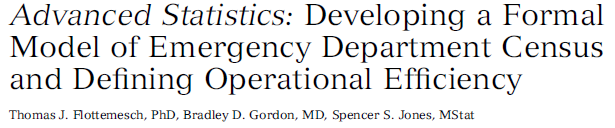 Advanced Statistics: Developing a Formal
Model of Emergency Department Census
and Defining Operational Efficiency
Thomas J. Flottemesch, PhD, Bradley D. Gordon, MD, Spencer S. Jones, MStat